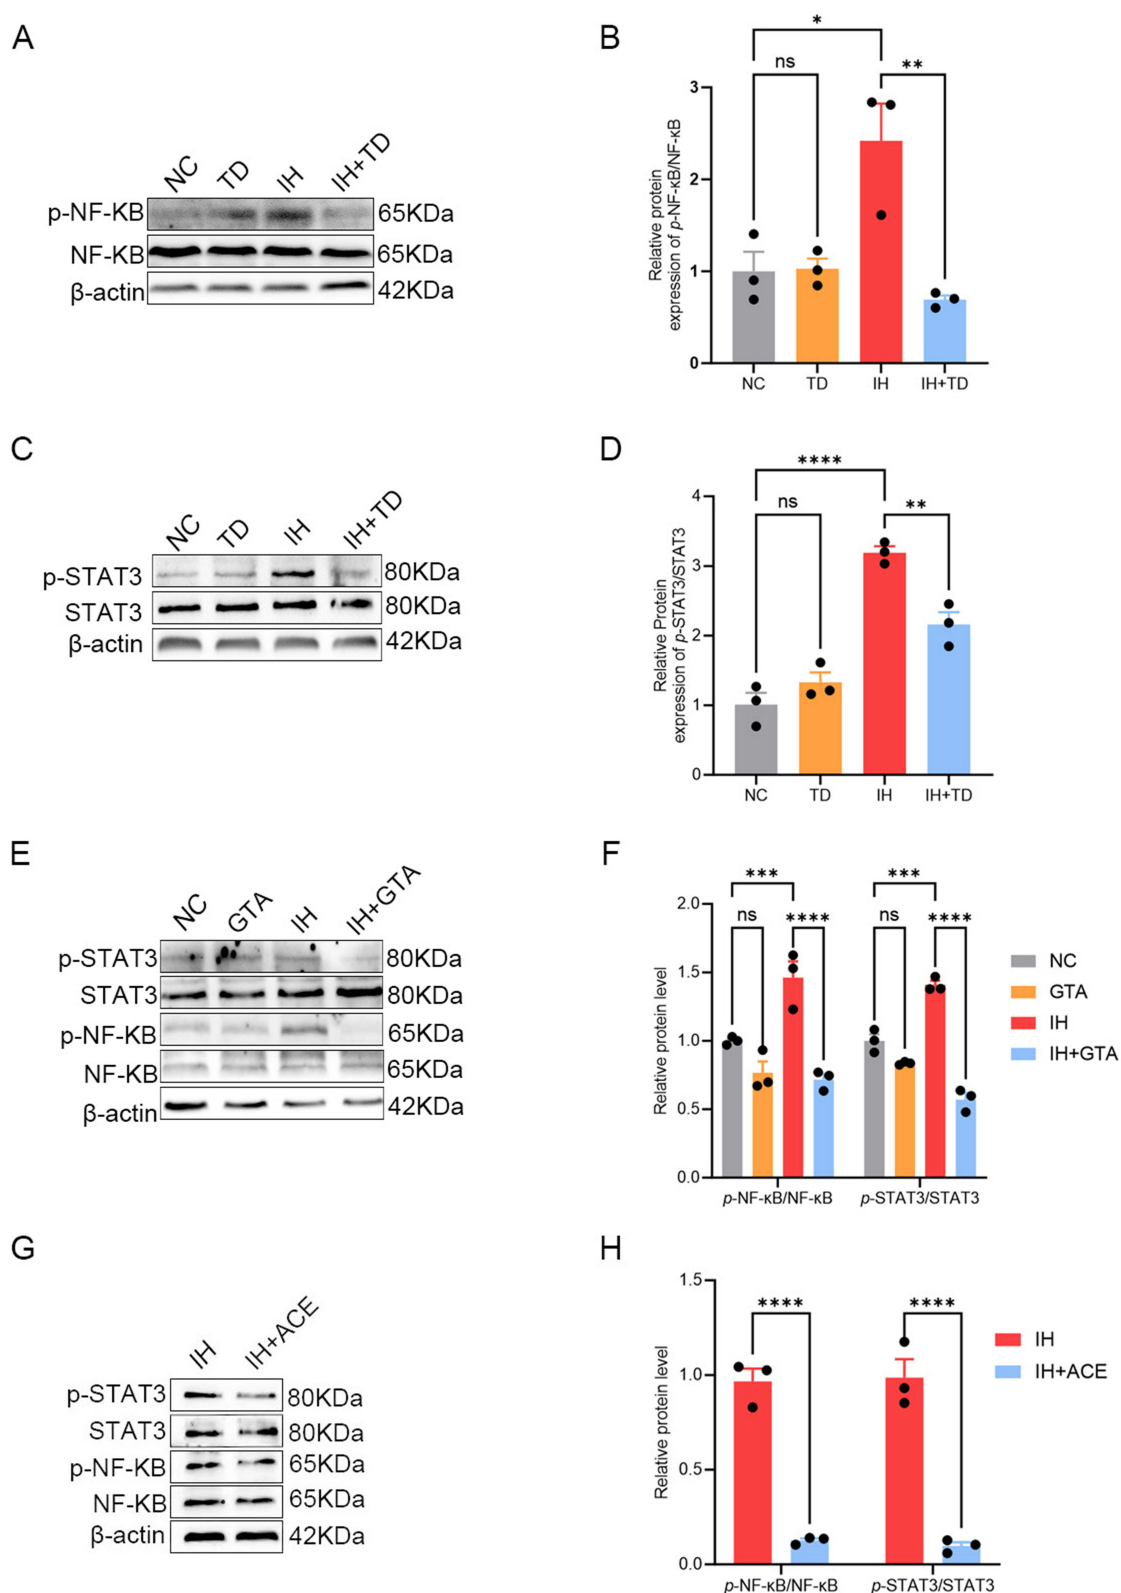 A
NC TD IH IH+TD
p-NF-KB 65KDa
NF-KB 65KDa
β-actin 42KDa
B
*
ns **
Relative protein
expression of p-NF-κB/NF-κB
3
2
1
0
NC TD IH IH+TD
C
NC TD IH IH+TD
p-STAT3 80KDa
STAT3 80KDa
β-actin 42KDa
D
****
ns **
Relative Protein
expression of p-STAT3/STAT3
4
3
2
1
0
NC TD IH IH+TD
E
NC GTA IH IH+GTA
p-STAT3 80KDa
STAT3 80KDa
p-NF-KB 65KDa
NF-KB 65KDa
β-actin 42KDa
F
*** ***
ns **** ns ****
Relative protein level
2.0
1.5
1.0
0.5
0.0
p-NF-κB/NF-κB p-STAT3/STAT3
NC
GTA
IH
IH+GTA
G
IH IH+ACE
p-STAT3 80KDa
STAT3 80KDa
p-NF-KB 65KDa
NF-KB 65KDa
β-actin 42KDa
H
**** ****
Relative protein level
1.5
1.0
0.5
0.0
p-NF-κB/NF-κB p-STAT3/STAT3
IH
IH+ACE